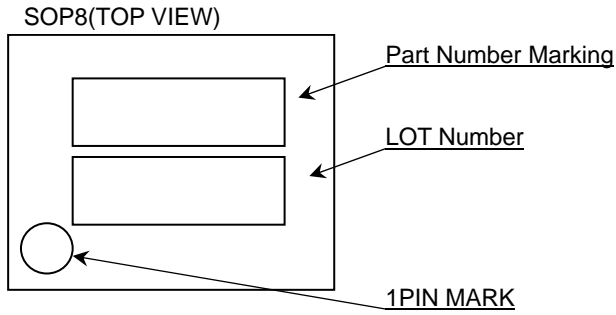 SOP8(TOP VIEW)
Part Number Marking
LOT Number
1PIN MARK